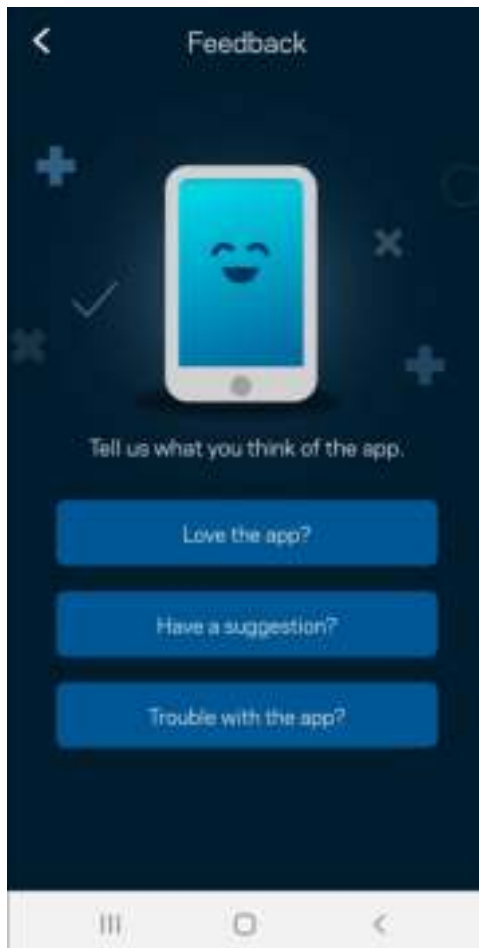 Feedback
Tell us what you think of the app.
Love the app?
Have a suggestion?
Trouble with the app?